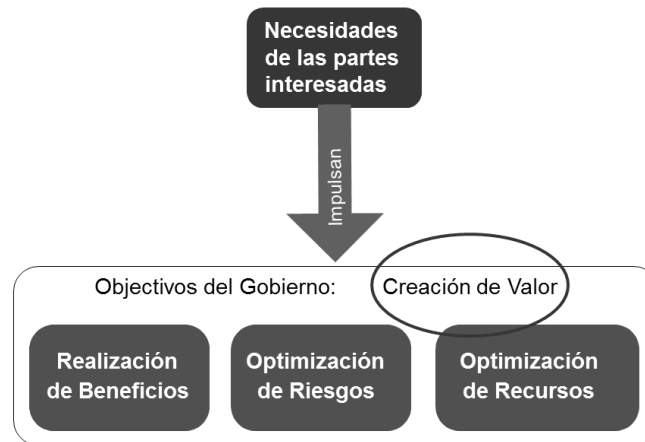 Necesidades
de las partes
interesadas
Impulsan
Objectivos del Gobierno: Creación de Valor
Realización
de Beneficios
Optimización
de Riesgos
Optimización
de Recursos